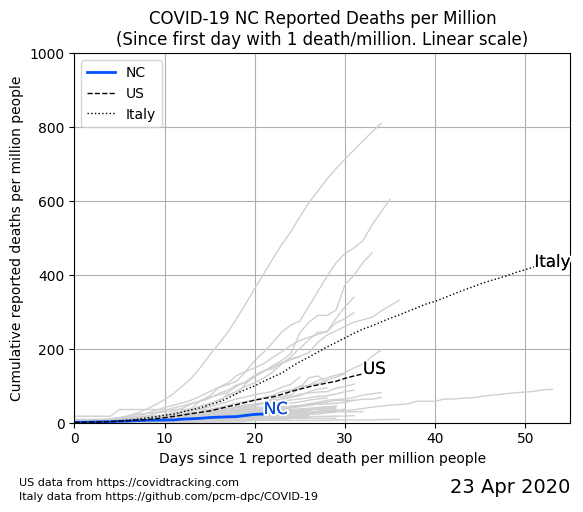 COVID-19 NC Reported Deaths per Million
(Since first day with 1 death/million. Linear scale)
Cumulative reported deaths per million people
1000
800
600
400
200
0
NC
US
Italy
Italy
US
NC
0 10 20 30 40 50
Days since 1 reported death per million people
US data from https://covidtracking.com
Italy data from https://github.com/pcm-dpc/COVID-19
23 Apr 2020